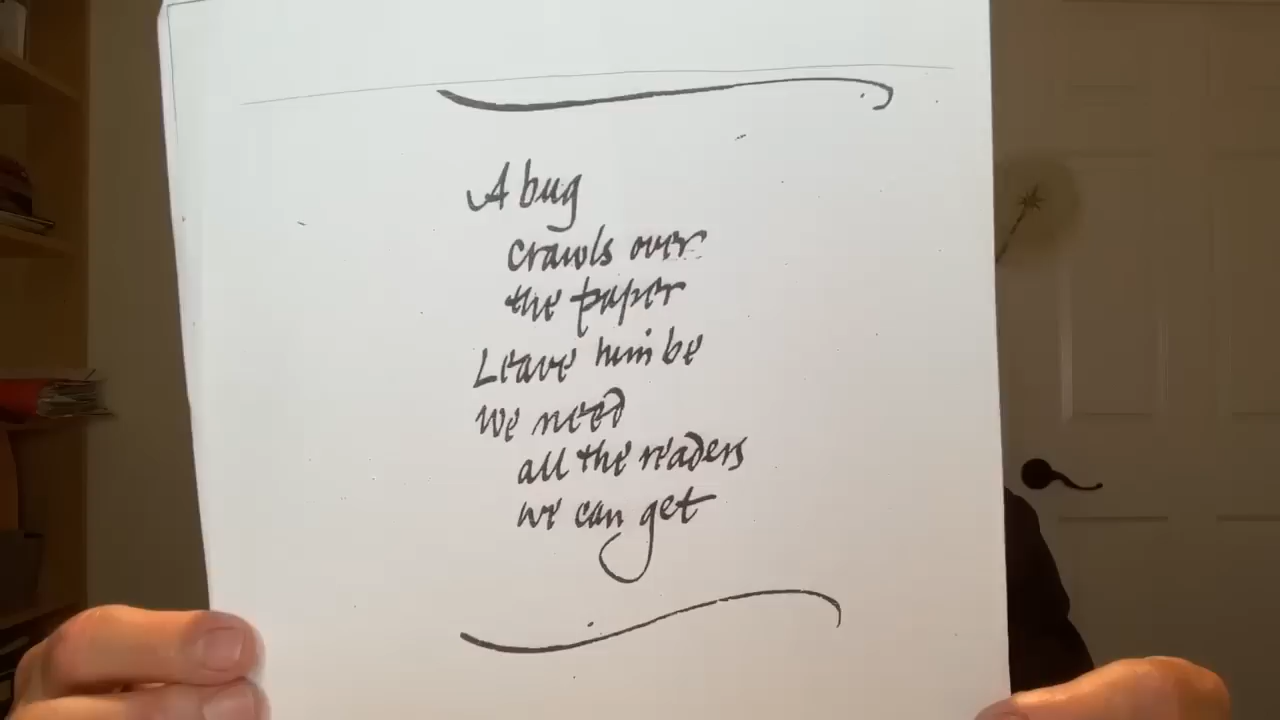 A bug
crawls over
the paper
Leave him be
we need
all the readers
we can get